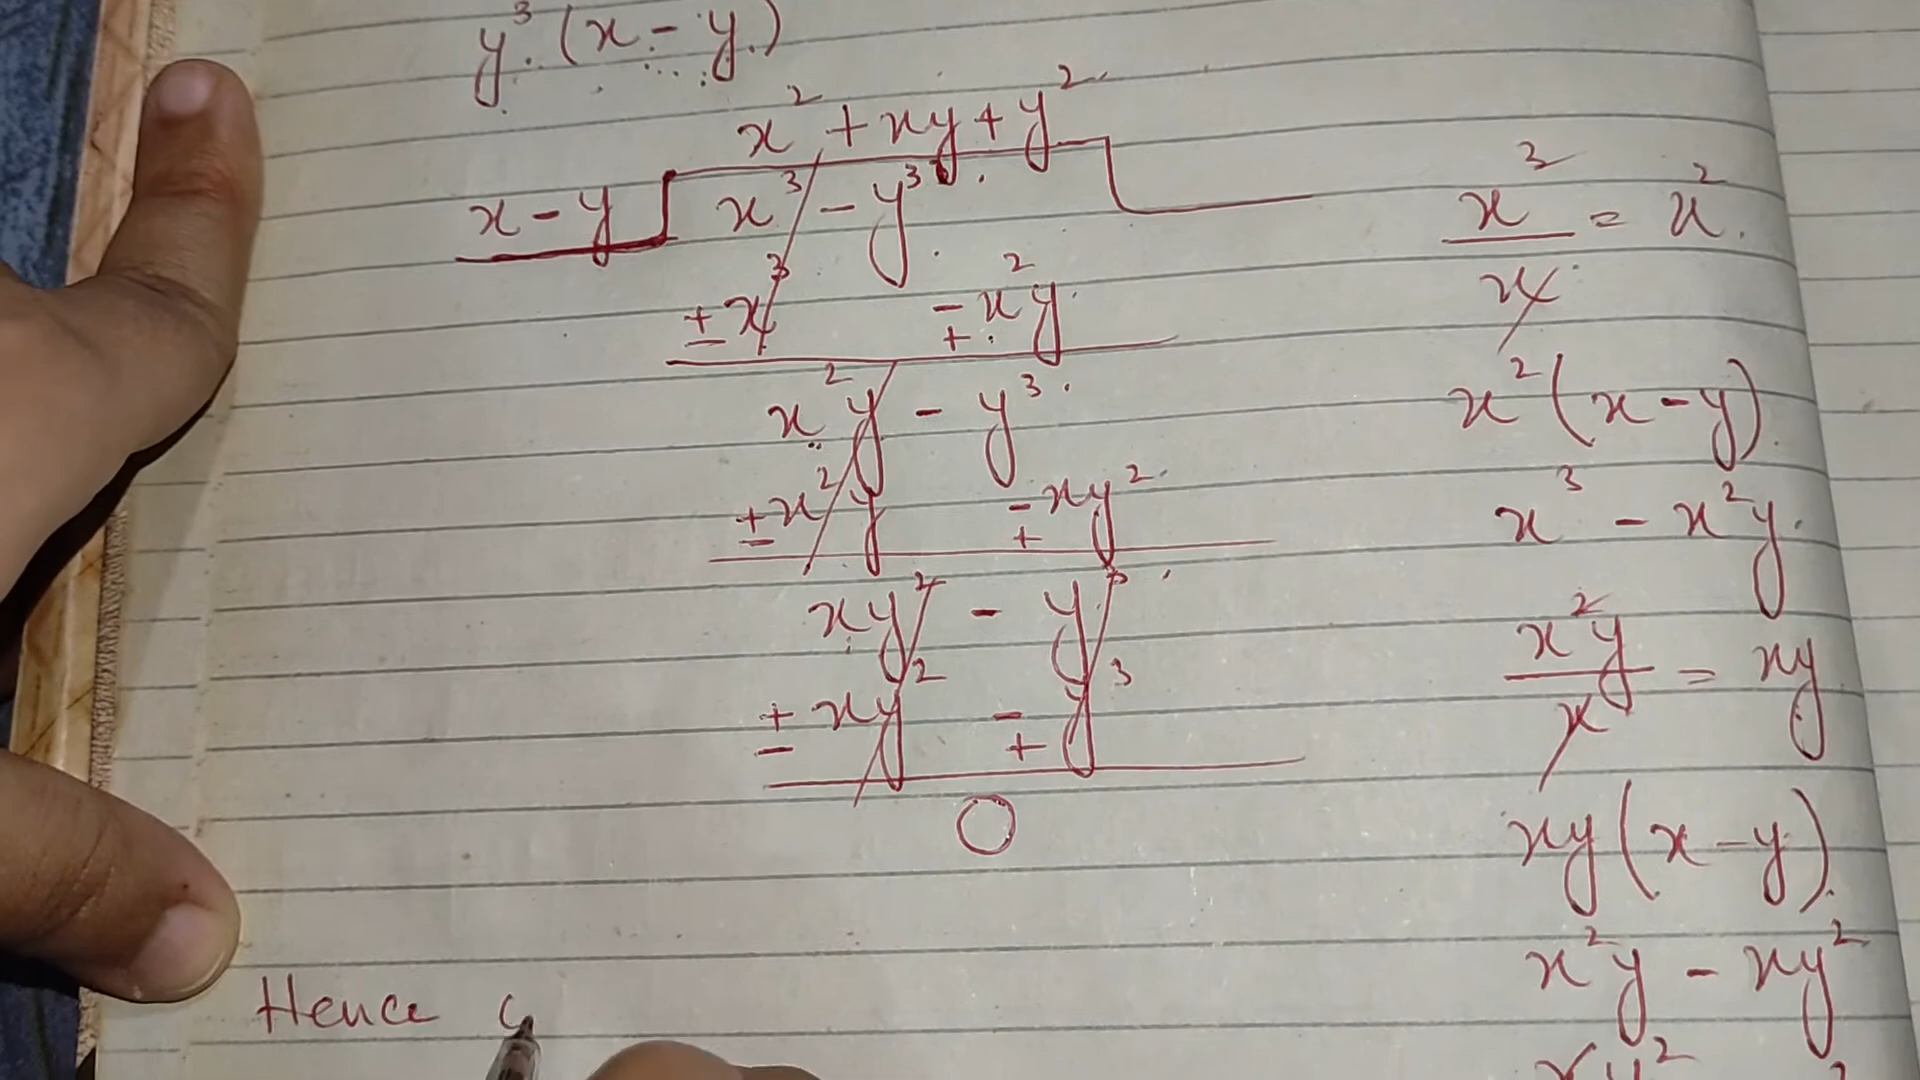 y³ (x - y)
x² + xy + y²
x - y x³ - y³
± x³ - x²y
+
x²y - y³
± x²y - xy²
+
xy² - y³
± xy² - y³
+
0
Hence
x³
— = x²
x
x² (x - y)
x³ - x²y
x²y
— = xy
x
xy (x - y)
x²y - xy²